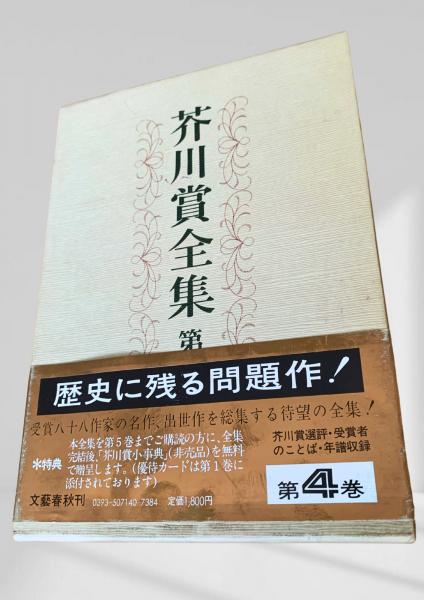 芥川賞全集 第
歴史に残る問題作!
受賞八十八作家の名作、出世作を総集する待望の全集!
*特典
本全集を第5巻までご購読の方に、全集
完結後、「芥川賞小事典」(非売品)を無料
で贈呈します。(優待カードは第1巻に
添付されております)
芥川賞選評・受賞者
のことば・年譜収録
文藝春秋刊
0393-507140-7384
定価1,800円
第4巻